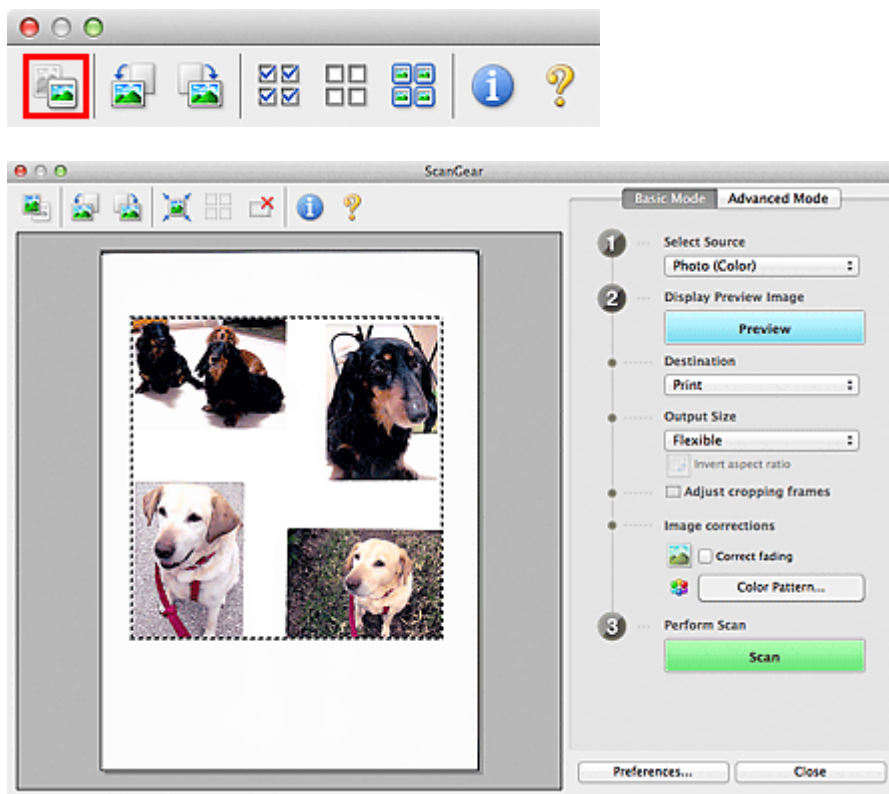 ScanGear
Basic Mode Advanced Mode
1 Select Source
Photo (Color)
2 Display Preview Image
Preview
Destination
Print
Output Size
Flexible
Invert aspect ratio
Adjust cropping frames
Image corrections
Correct fading
Color Pattern...
3 Perform Scan
Scan
Preferences... Close